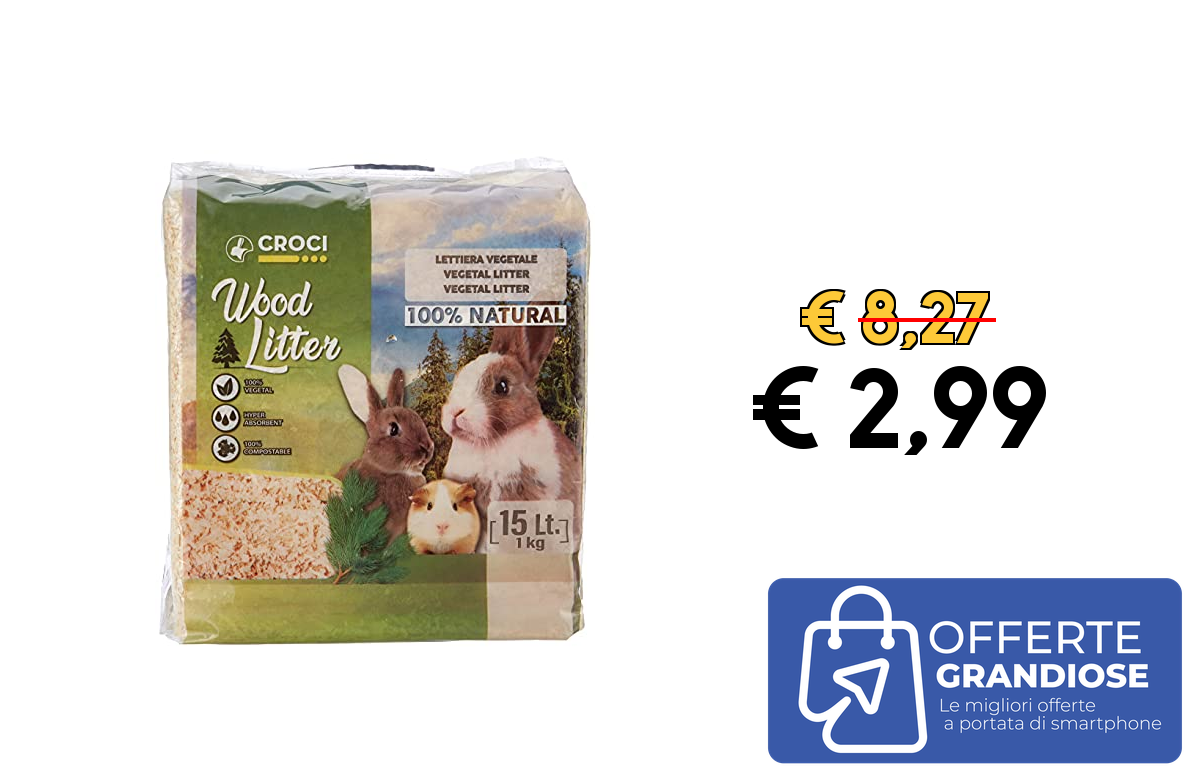 CROCI
Wood
Litter
100%
VEGETAL
HYPER
ABSORBENT
100%
COMPOSTABLE
LETTIERA VEGETALE
VEGETAL LITTER
VEGETAL LITTER
100% NATURAL
[15 Lt.]
1 kg
€ 8,27
€ 2,99
OFFERTE
GRANDIOSE
Le migliori offerte
a portata di smartphone